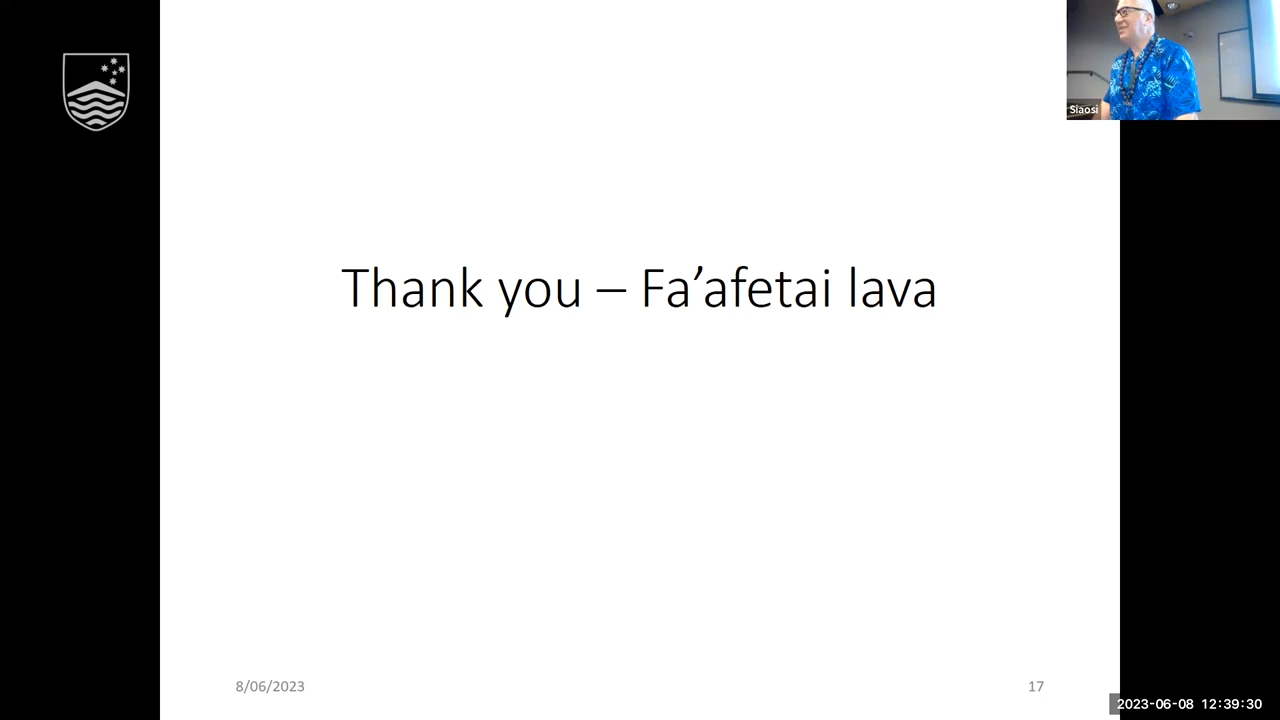 Siaosi
Thank you – Fa’afetai lava
8/06/2023
17
2023-06-08 12:39:30